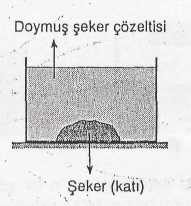 Doymuş şeker çözeltisi
Şeker (katı)